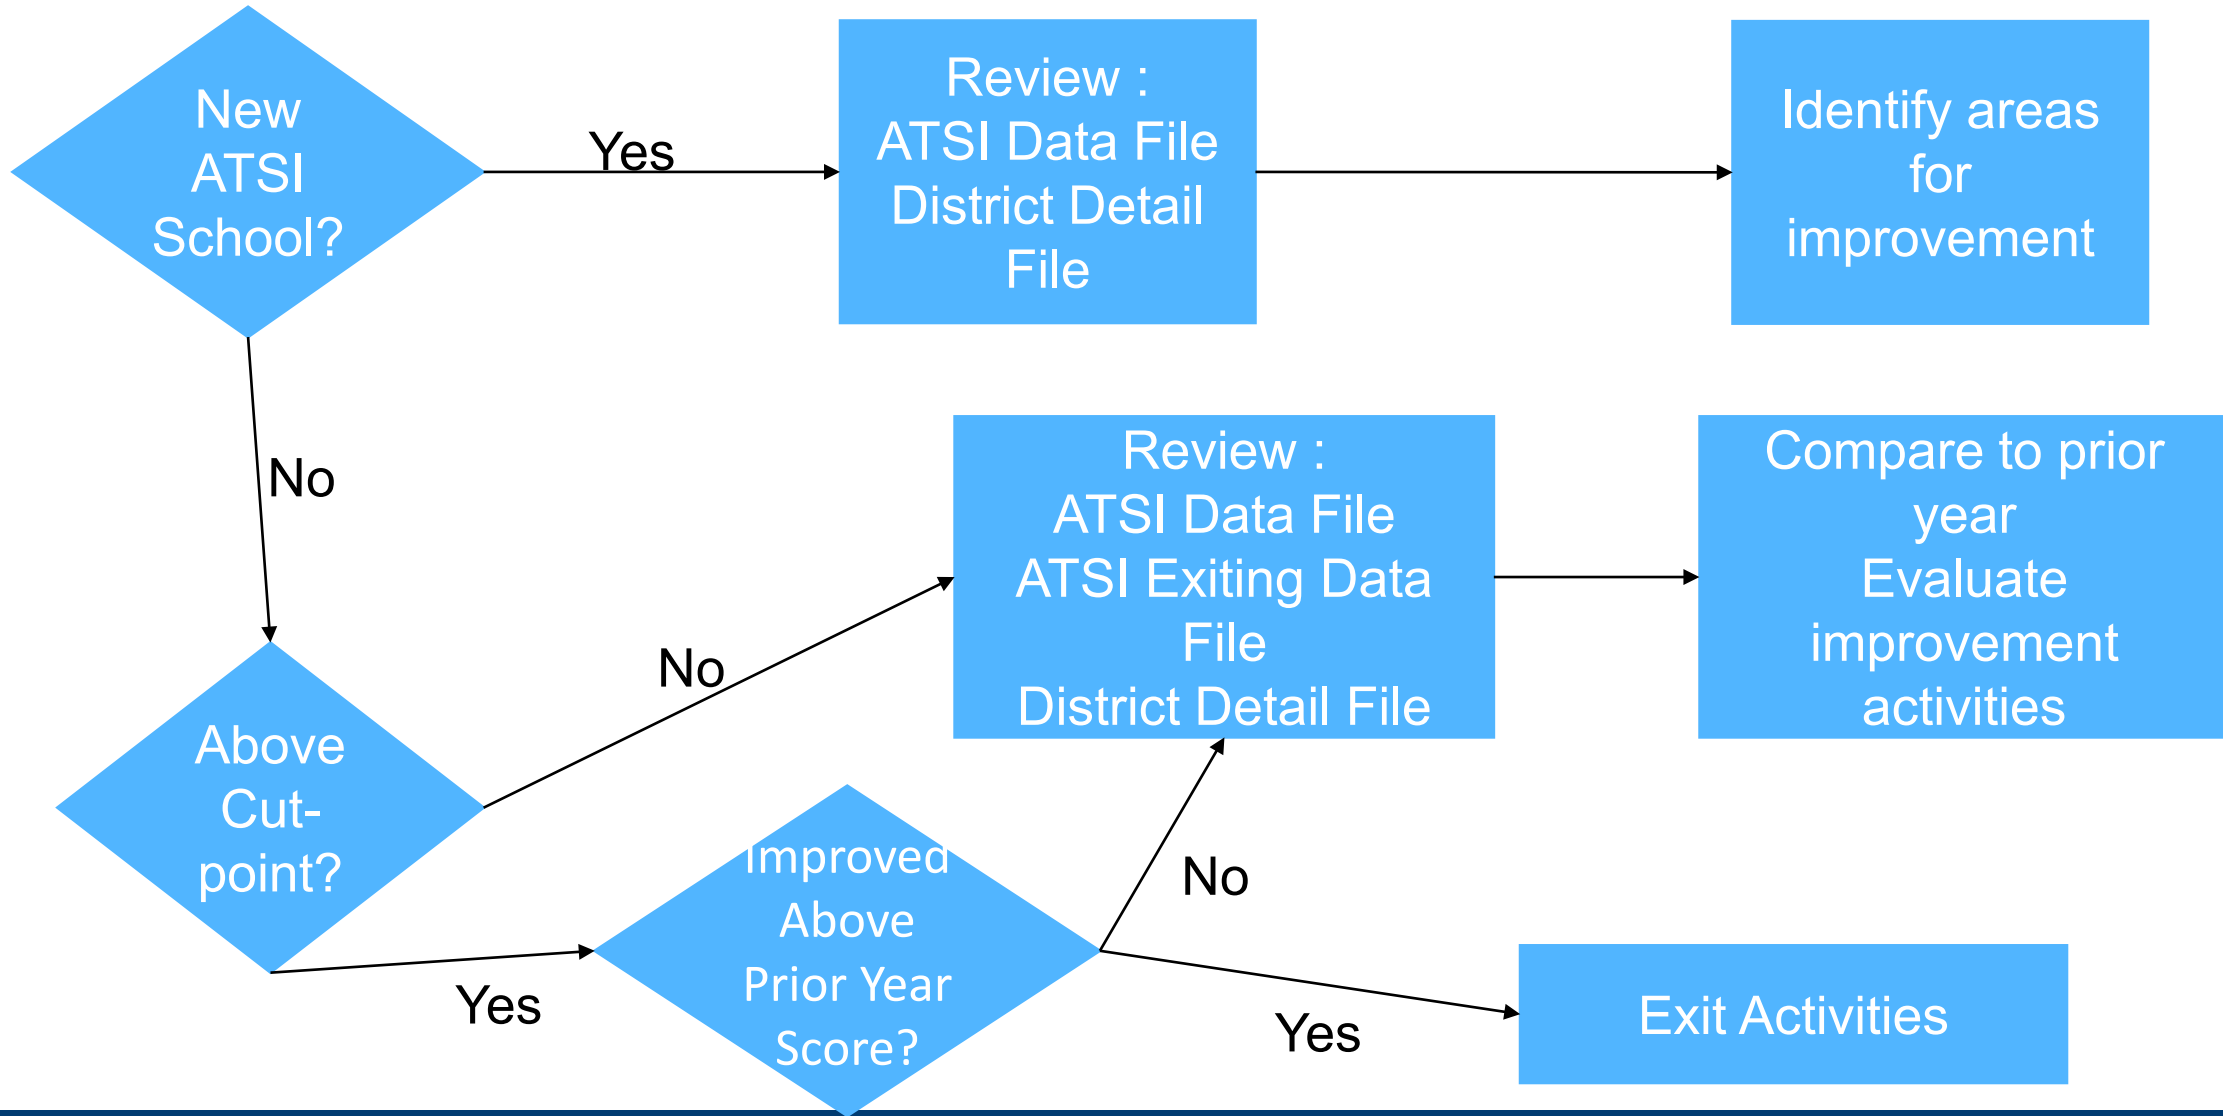 New
ATSI
School?
Yes
Review :
ATSI Data File
District Detail
File
Identify areas
for
improvement
No
Above
Cut-
point?
No
Review :
ATSI Data File
ATSI Exiting Data
File
District Detail File
Compare to prior
year
Evaluate
improvement
activities
Yes
Improved
Above
Prior Year
Score?
No
Yes
Exit Activities